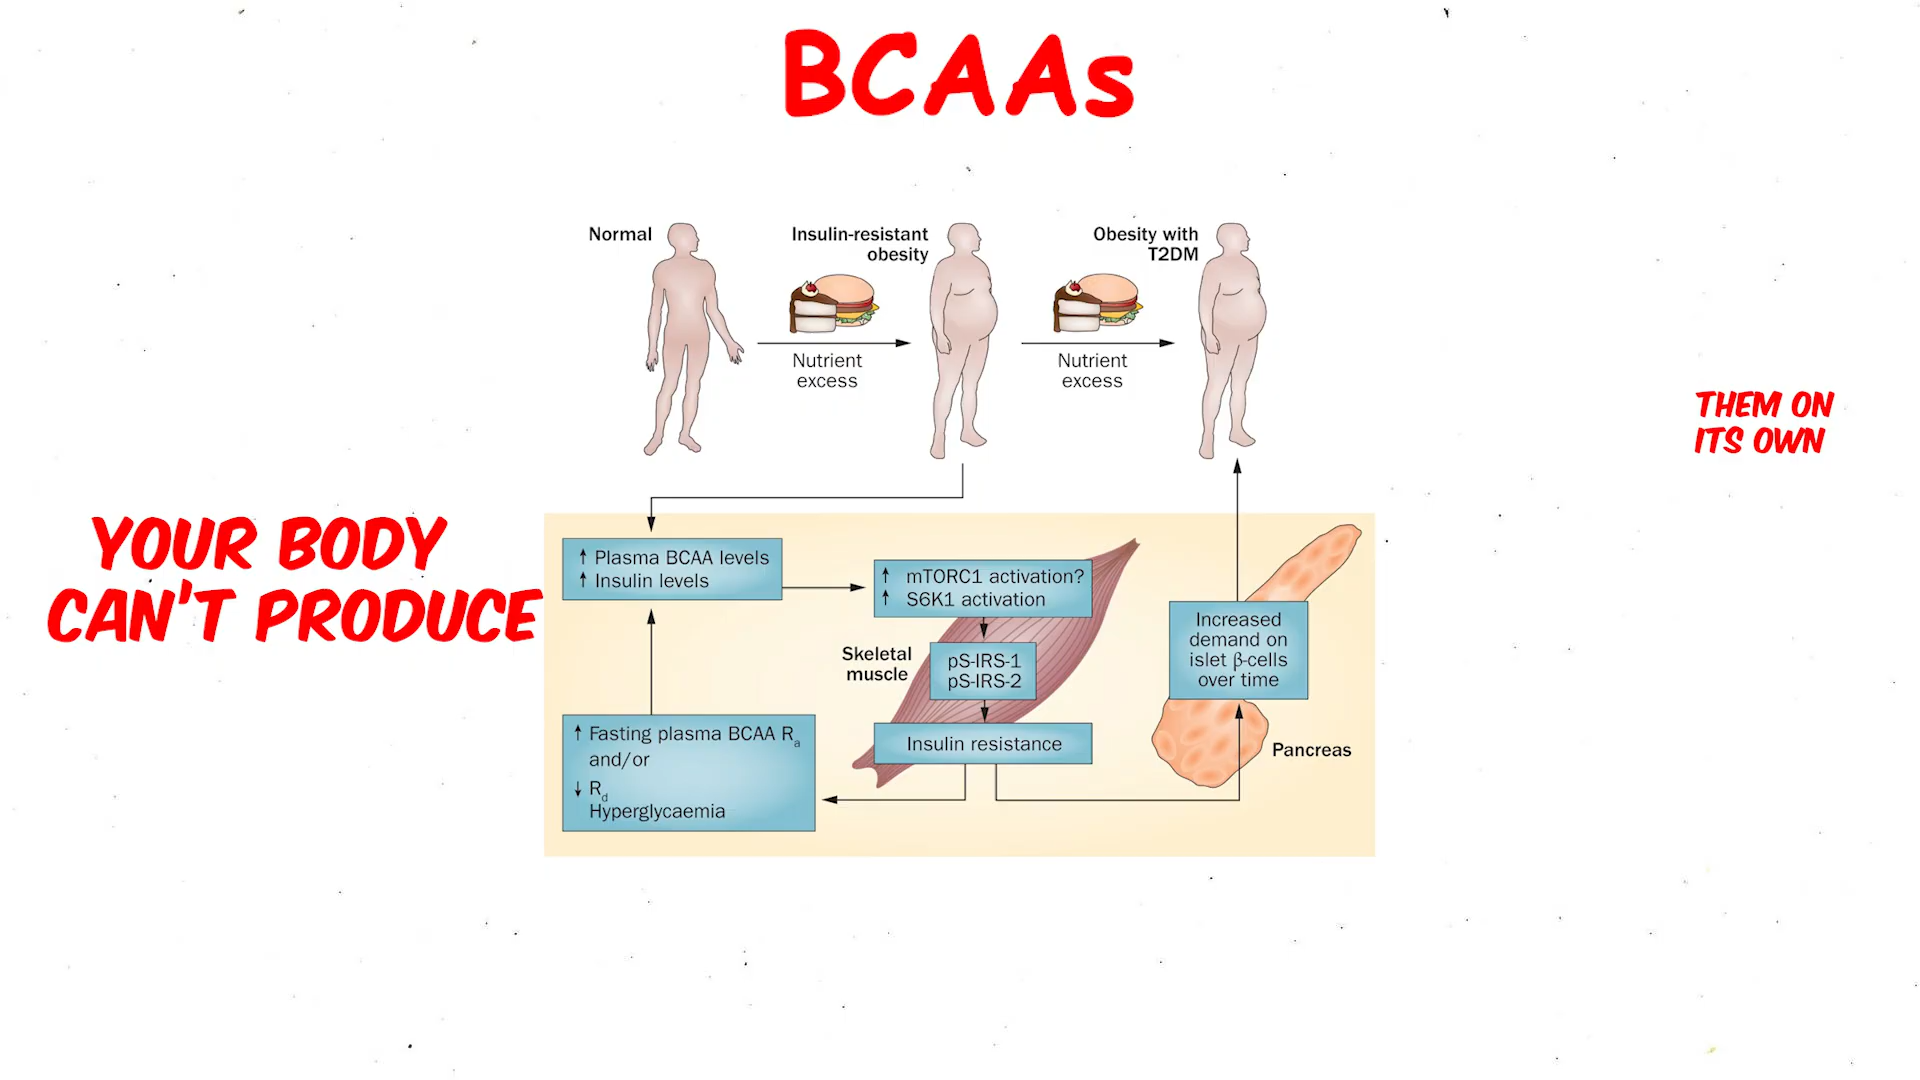 BCAAs
Normal
Insulin-resistant
obesity
Obesity with
T2DM
Nutrient
excess
Nutrient
excess
THEM ON
ITS OWN
YOUR BODY
CAN'T PRODUCE
↑ Plasma BCAA levels
↑ Insulin levels
↑ mTORC1 activation?
↑ S6K1 activation
Skeletal
muscle
pS-IRS-1
pS-IRS-2
Insulin resistance
Increased
demand on
islet β-cells
over time
Pancreas
↑ Fasting plasma BCAA Ra
and/or
↓ Rd
Hyperglycaemia